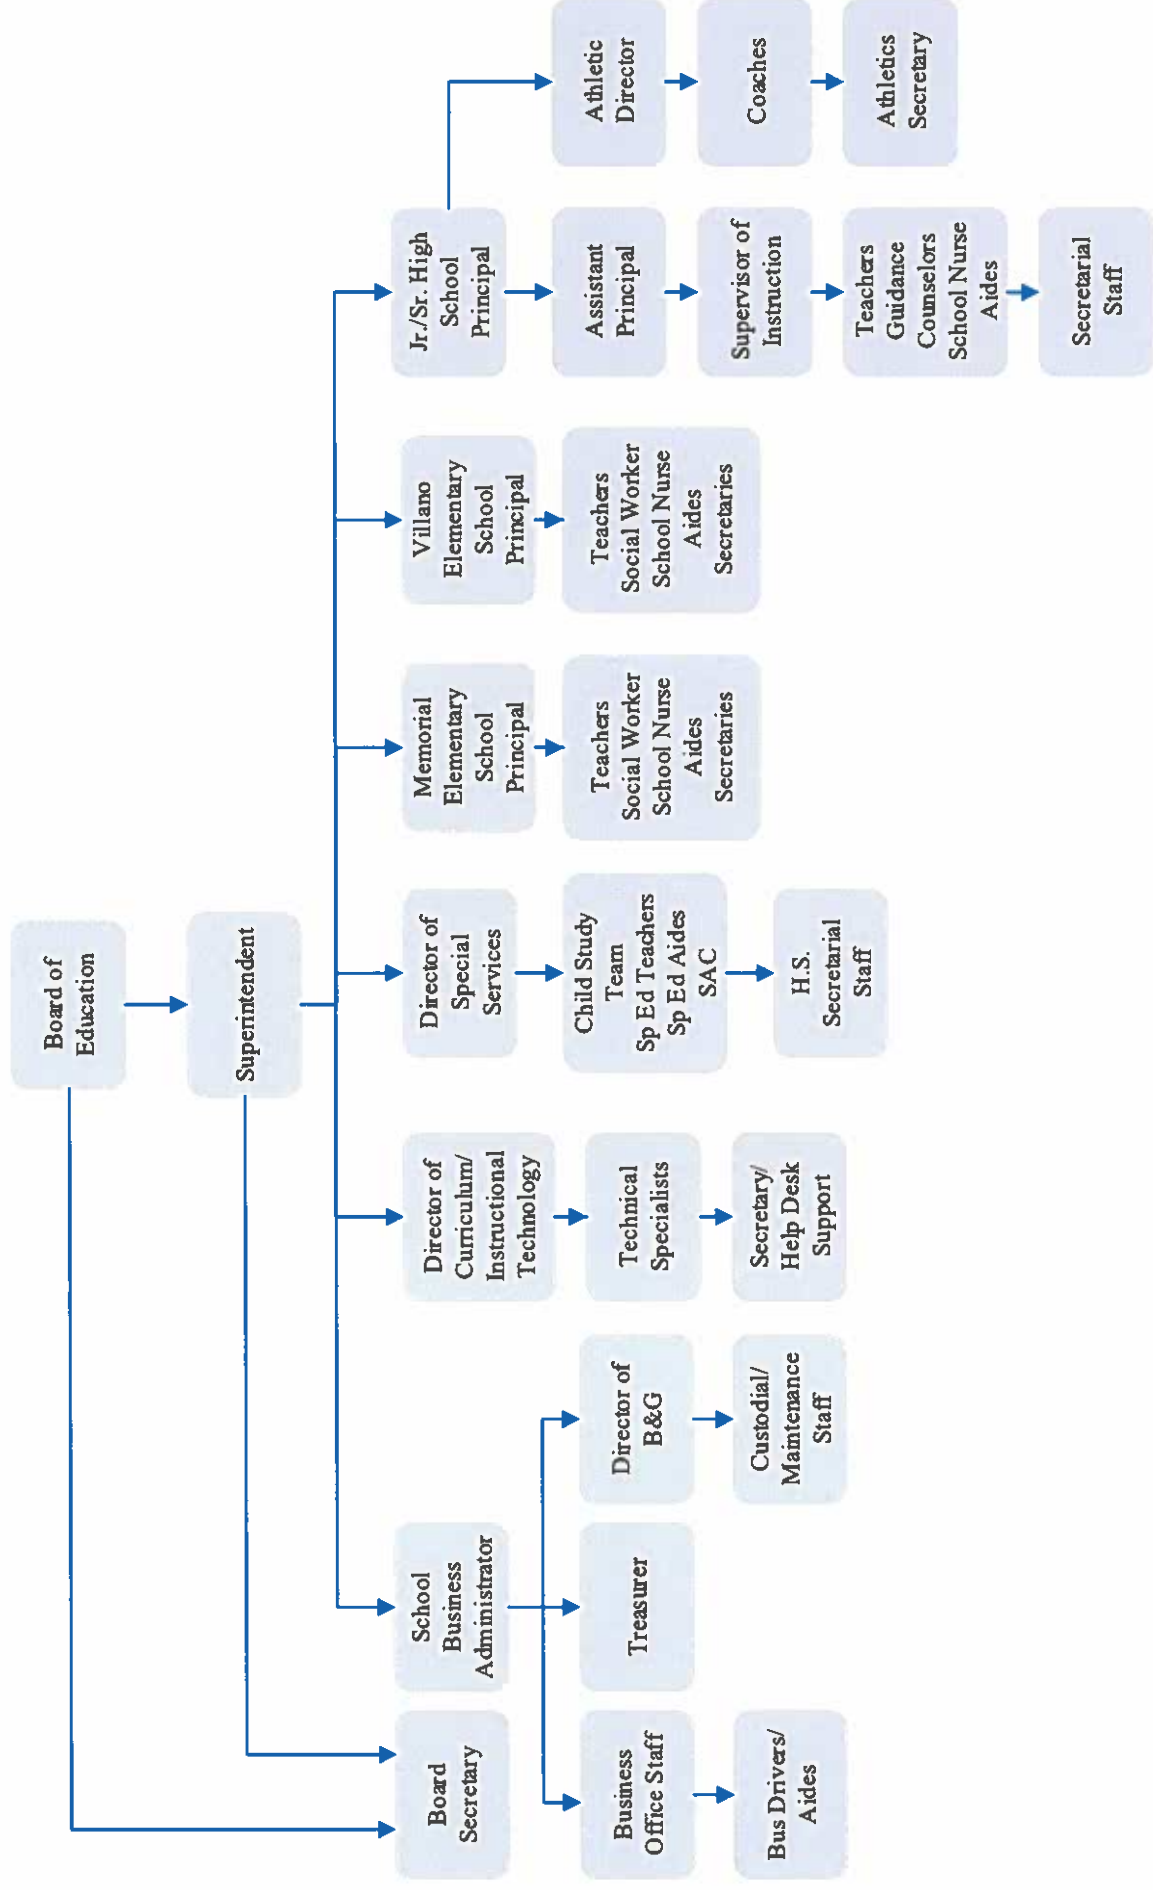 Board of
Education
Superintendent
Board
Secretary
School
Business
Administrator
Director of
Curriculum/
Instructional
Technology
Director of
Special
Services
Memorial
Elementary
School
Principal
Villano
Elementary
School
Principal
Jr./Sr. High
School
Principal
Business
Office Staff
Treasurer
Director of
B&G
Technical
Specialists
Child Study
Team
Sp Ed Teachers
Sp Ed Aides
SAC
Teachers
Social Worker
School Nurse
Aides
Secretaries
Teachers
Social Worker
School Nurse
Aides
Secretaries
Assistant
Principal
Athletic
Director
Bus Drivers/
Aides
Custodial/
Maintenance
Staff
Secretary/
Help Desk
Support
H.S.
Secretarial
Staff
Supervisor of
Instruction
Coaches
Teachers
Guidance
Counselors
School Nurse
Aides
Athletics
Secretary
Secretarial
Staff